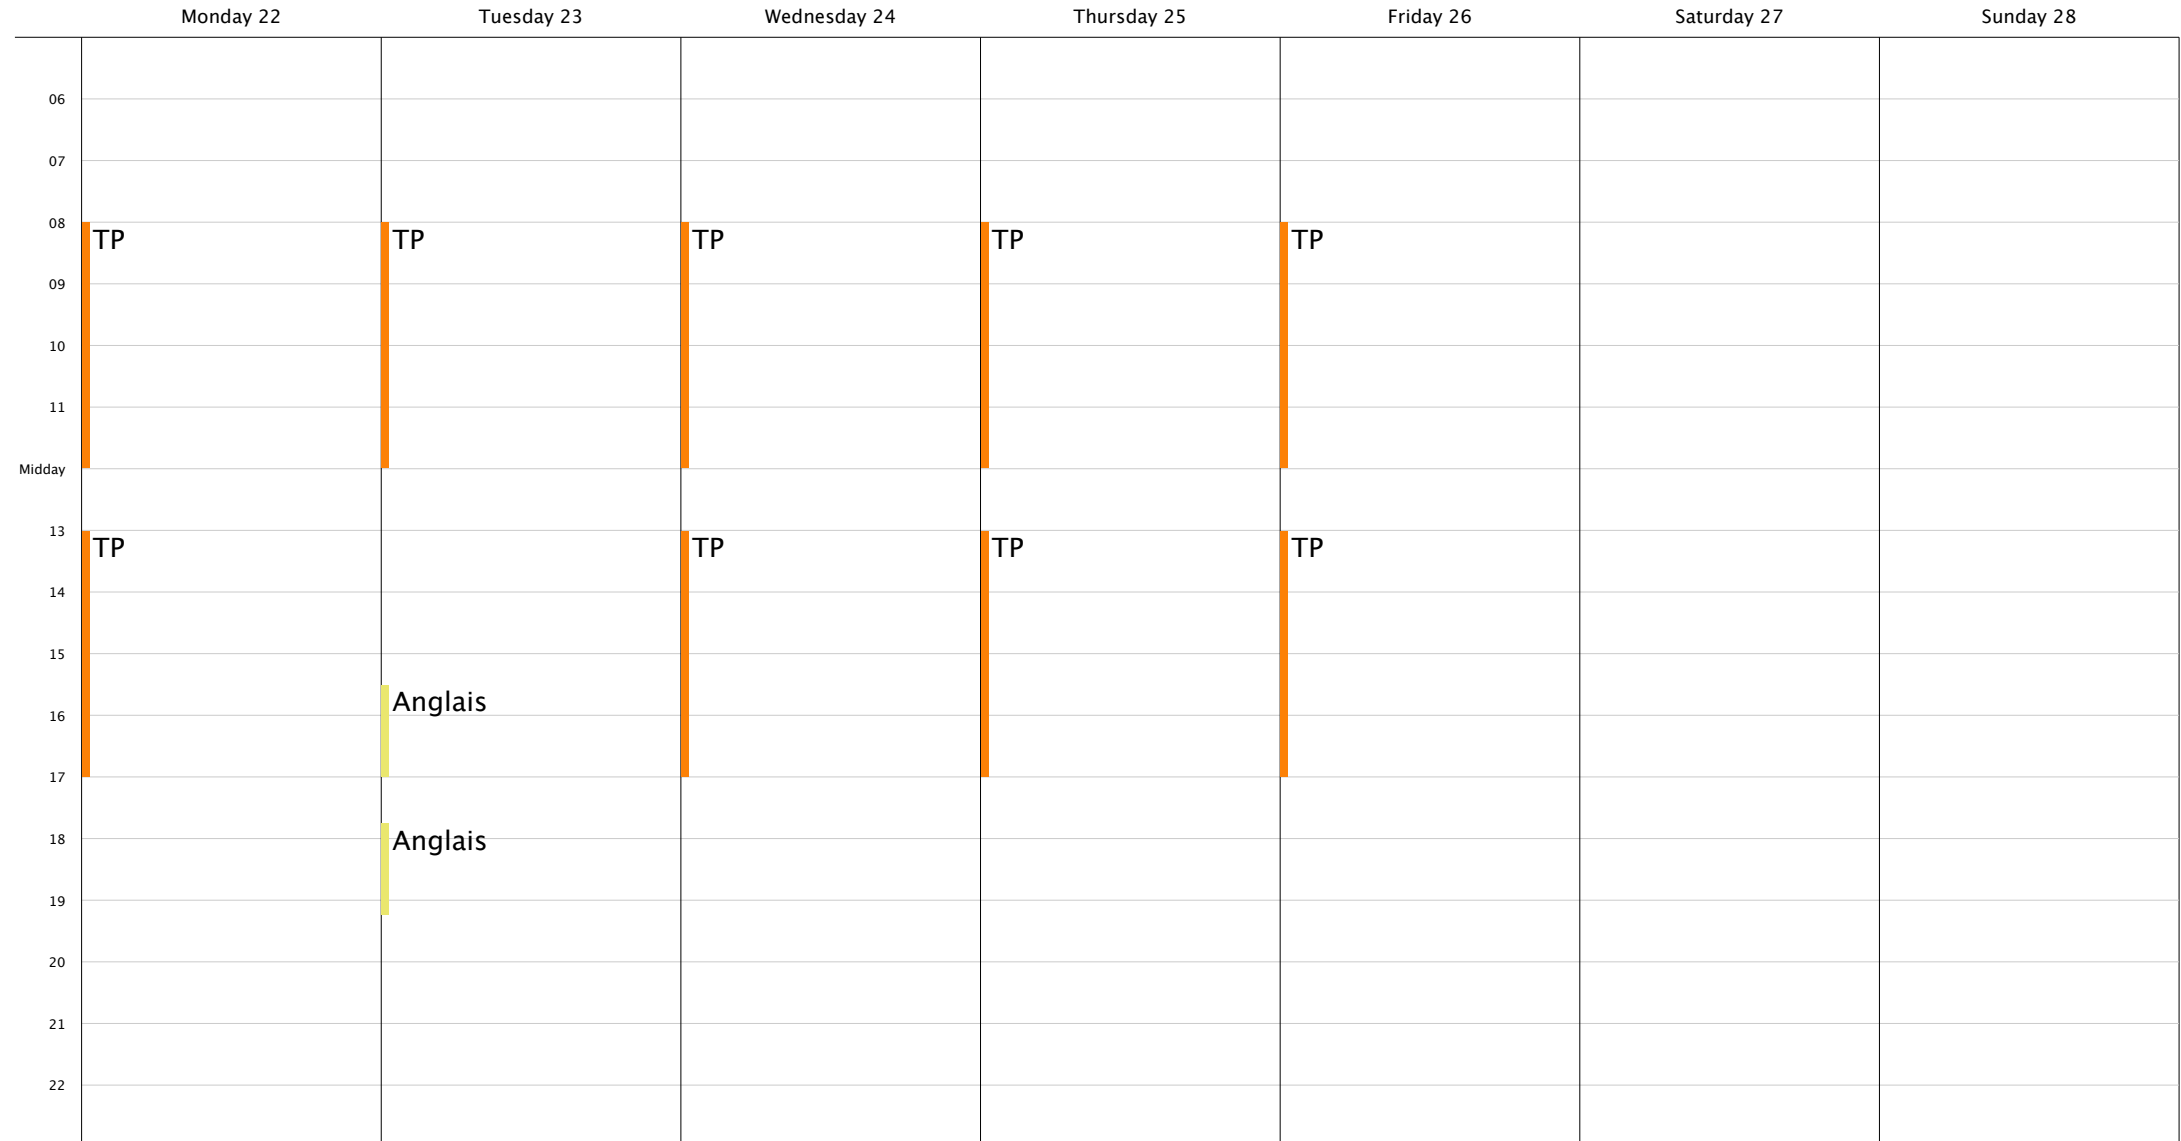 Monday 22 Tuesday 23 Wednesday 24 Thursday 25 Friday 26 Saturday 27 Sunday 28
06
07
08
TP TP TP TP TP
09
10
11
Midday
13
TP TP TP TP
14
15
Anglais
16
17
18 Anglais
19
20
21
22